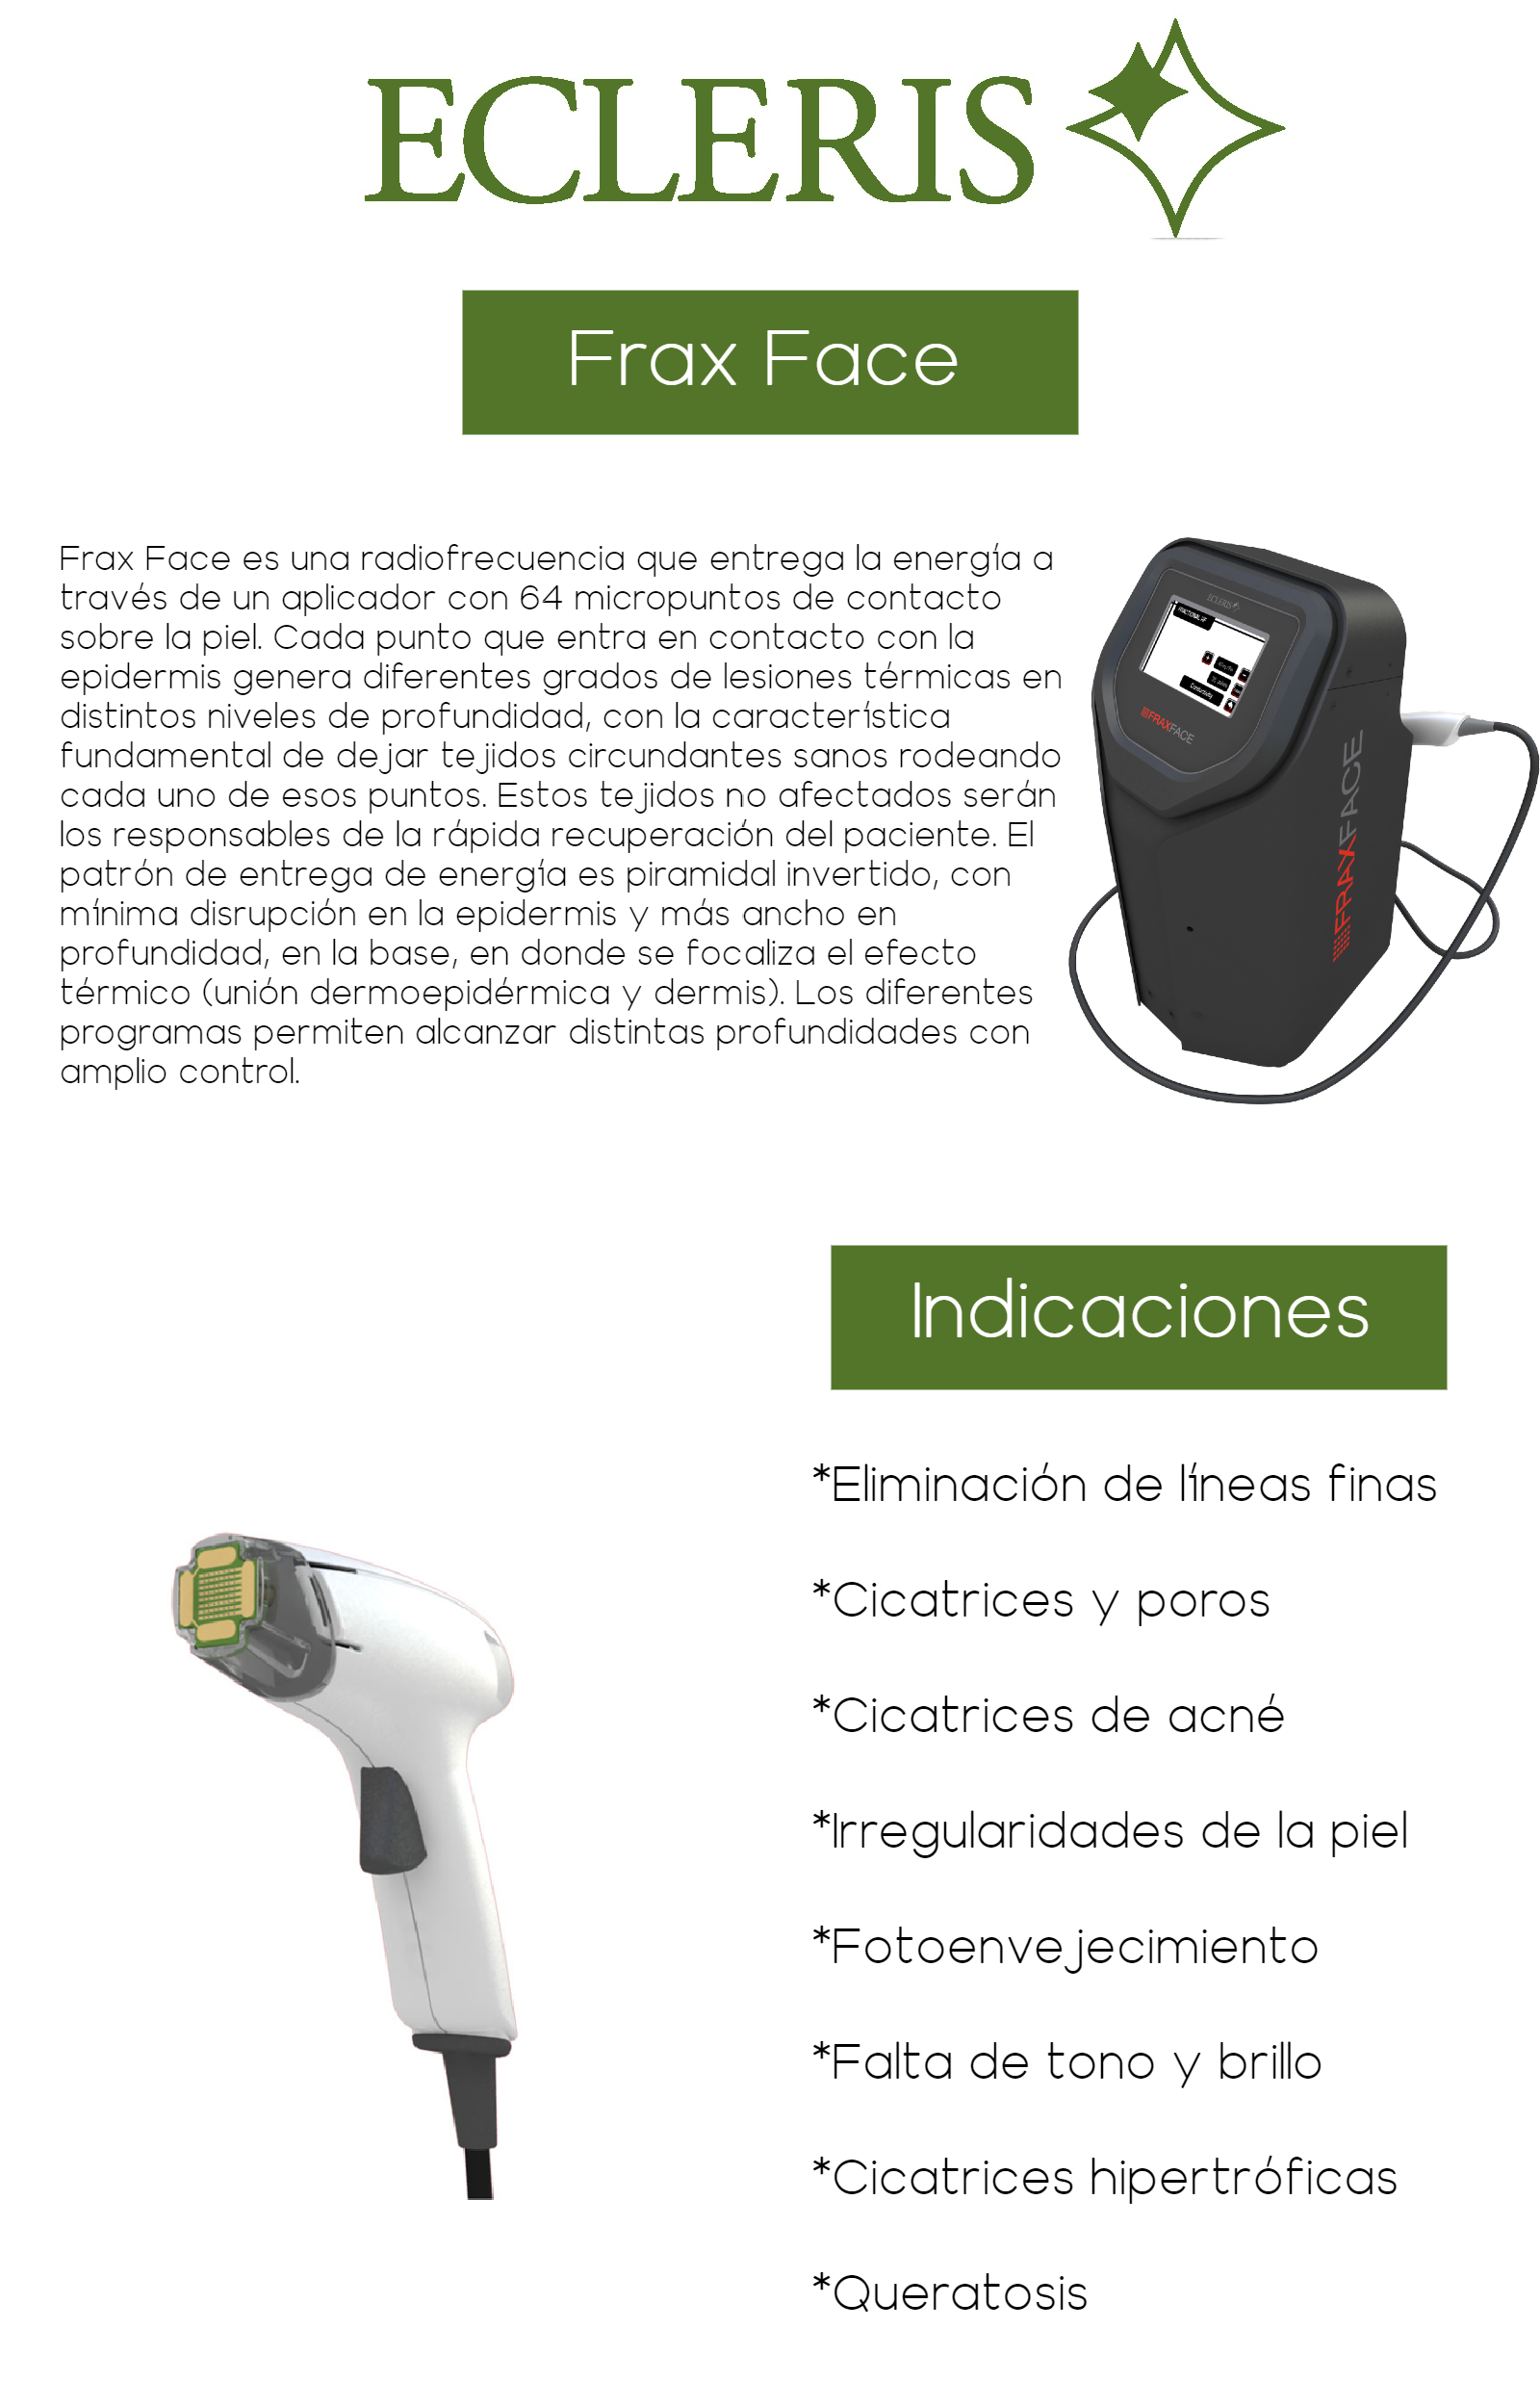 ECLERIS
Frax Face
Frax Face es una radiofrecuencia que entrega la energía a
través de un aplicador con 64 micropuntos de contacto
sobre la piel. Cada punto que entra en contacto con la
epidermis genera diferentes grados de lesiones térmicas en
distintos niveles de profundidad, con la característica
fundamental de dejar tejidos circundantes sanos rodeando
cada uno de esos puntos. Estos tejidos no afectados serán
los responsables de la rápida recuperación del paciente. El
patrón de entrega de energía es piramidal invertido, con
mínima disrupción en la epidermis y más ancho en
profundidad, en la base, en donde se focaliza el efecto
térmico (unión dermoepidérmica y dermis). Los diferentes
programas permiten alcanzar distintas profundidades con
amplio control.
ECLERIS
FRACTIONAL RF
Conductivity
FRAXFACE
FRAXFACE
Indicaciones
*Eliminación de líneas finas
*Cicatrices y poros
*Cicatrices de acné
*Irregularidades de la piel
*Fotoenvejecimiento
*Falta de tono y brillo
*Cicatrices hipertróficas
*Queratosis